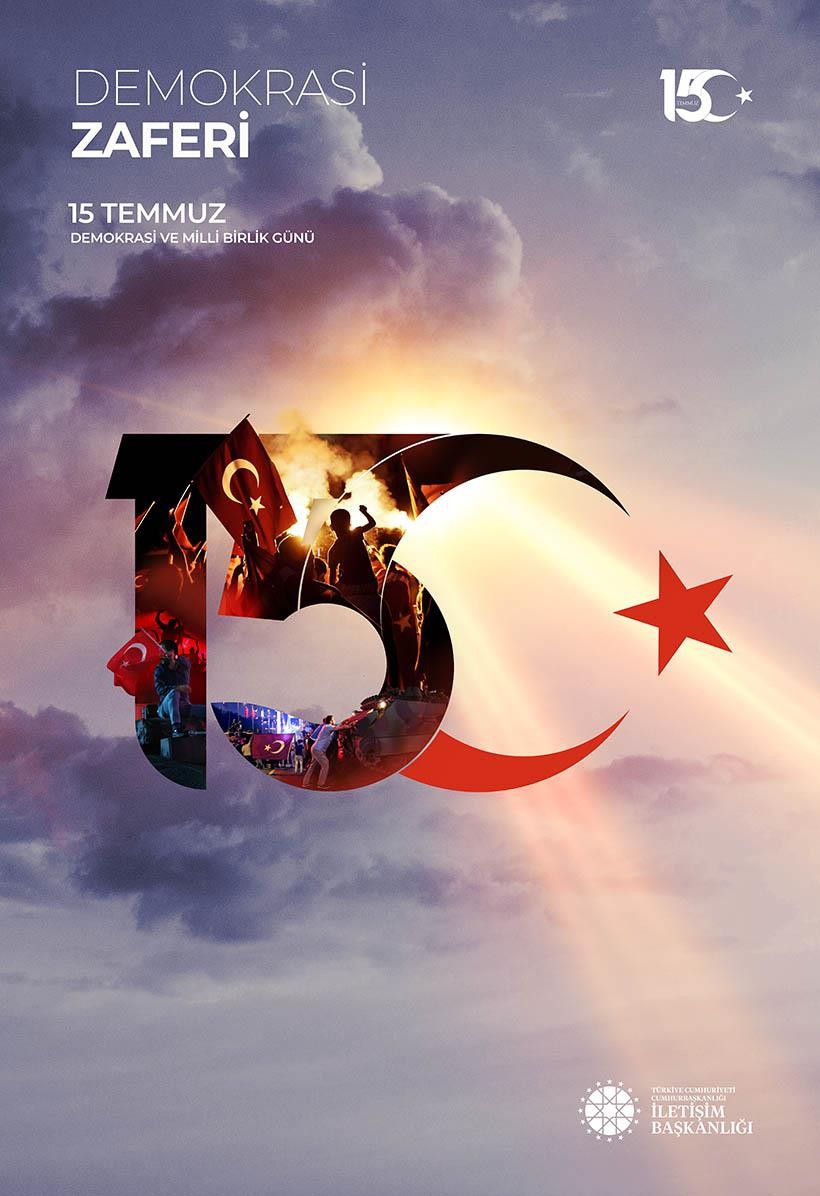 DEMOKRASİ
ZAFERİ
15 TEMMUZ
DEMOKRASİ VE MİLLİ BİRLİK GÜNÜ
15
TEMMUZ
15
TÜRKİYE CUMHURİYETİ
CUMHURBAŞKANLIĞI
İLETİŞİM
BAŞKANLIĞI